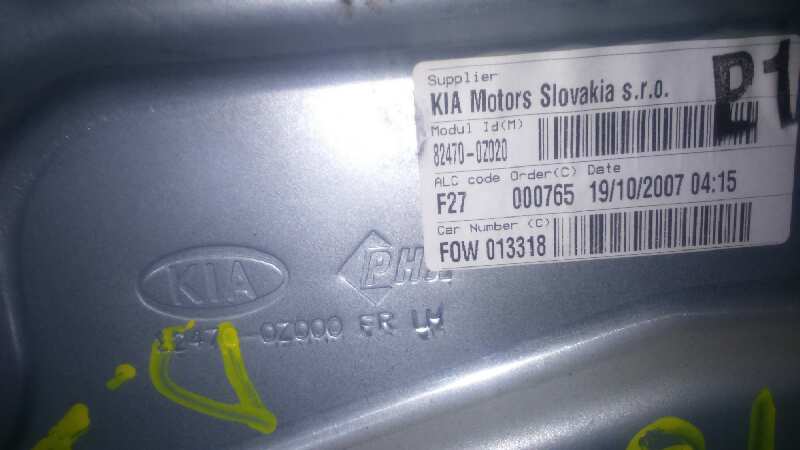 Supplier
KIA Motors Slovakia s.r.o.
Modul Id(M)
82470-0Z020
ALC code Order(C) Date
F27 000765 19/10/2007 04:15
Car Number (C)
FOW 013318
KIA
0Z000 FR LH